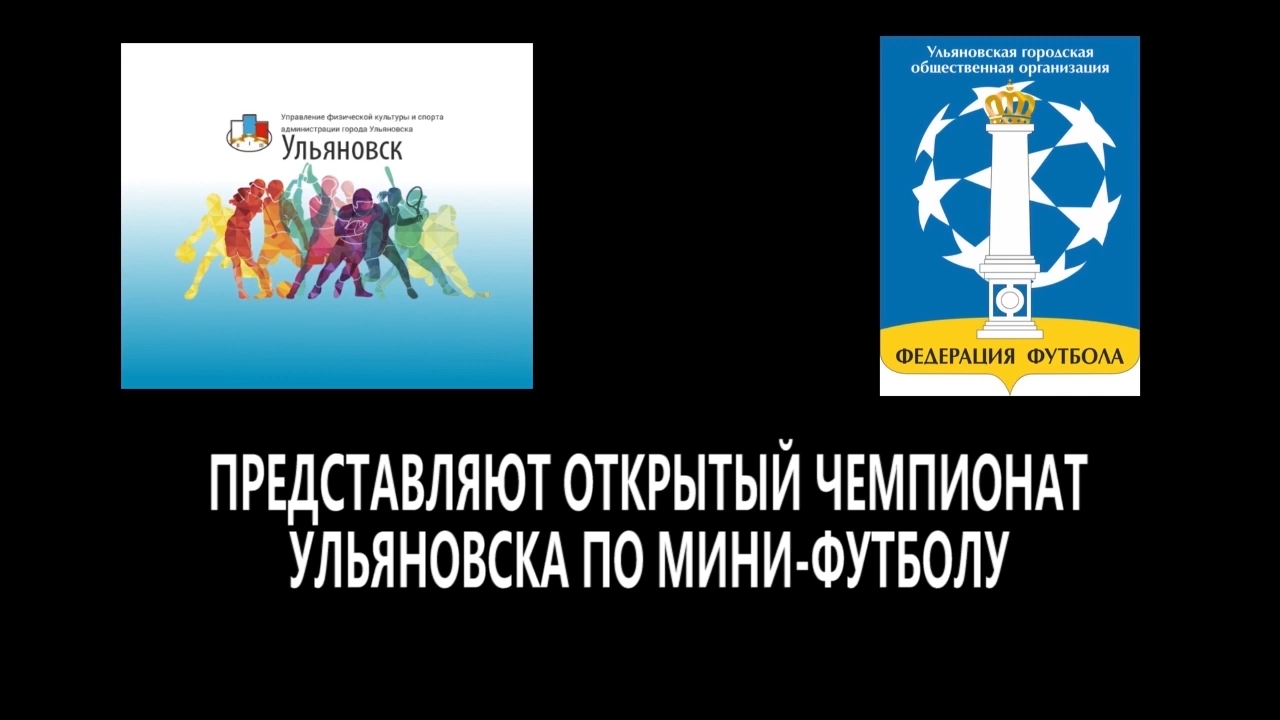 Управление физической культуры и спорта
администрации города Ульяновска
Ульяновск
Ульяновская городская
общественная организация
ФЕДЕРАЦИЯ ФУТБОЛА
ПРЕДСТАВЛЯЮТ ОТКРЫТЫЙ ЧЕМПИОНАТ
УЛЬЯНОВСКА ПО МИНИ-ФУТБОЛУ